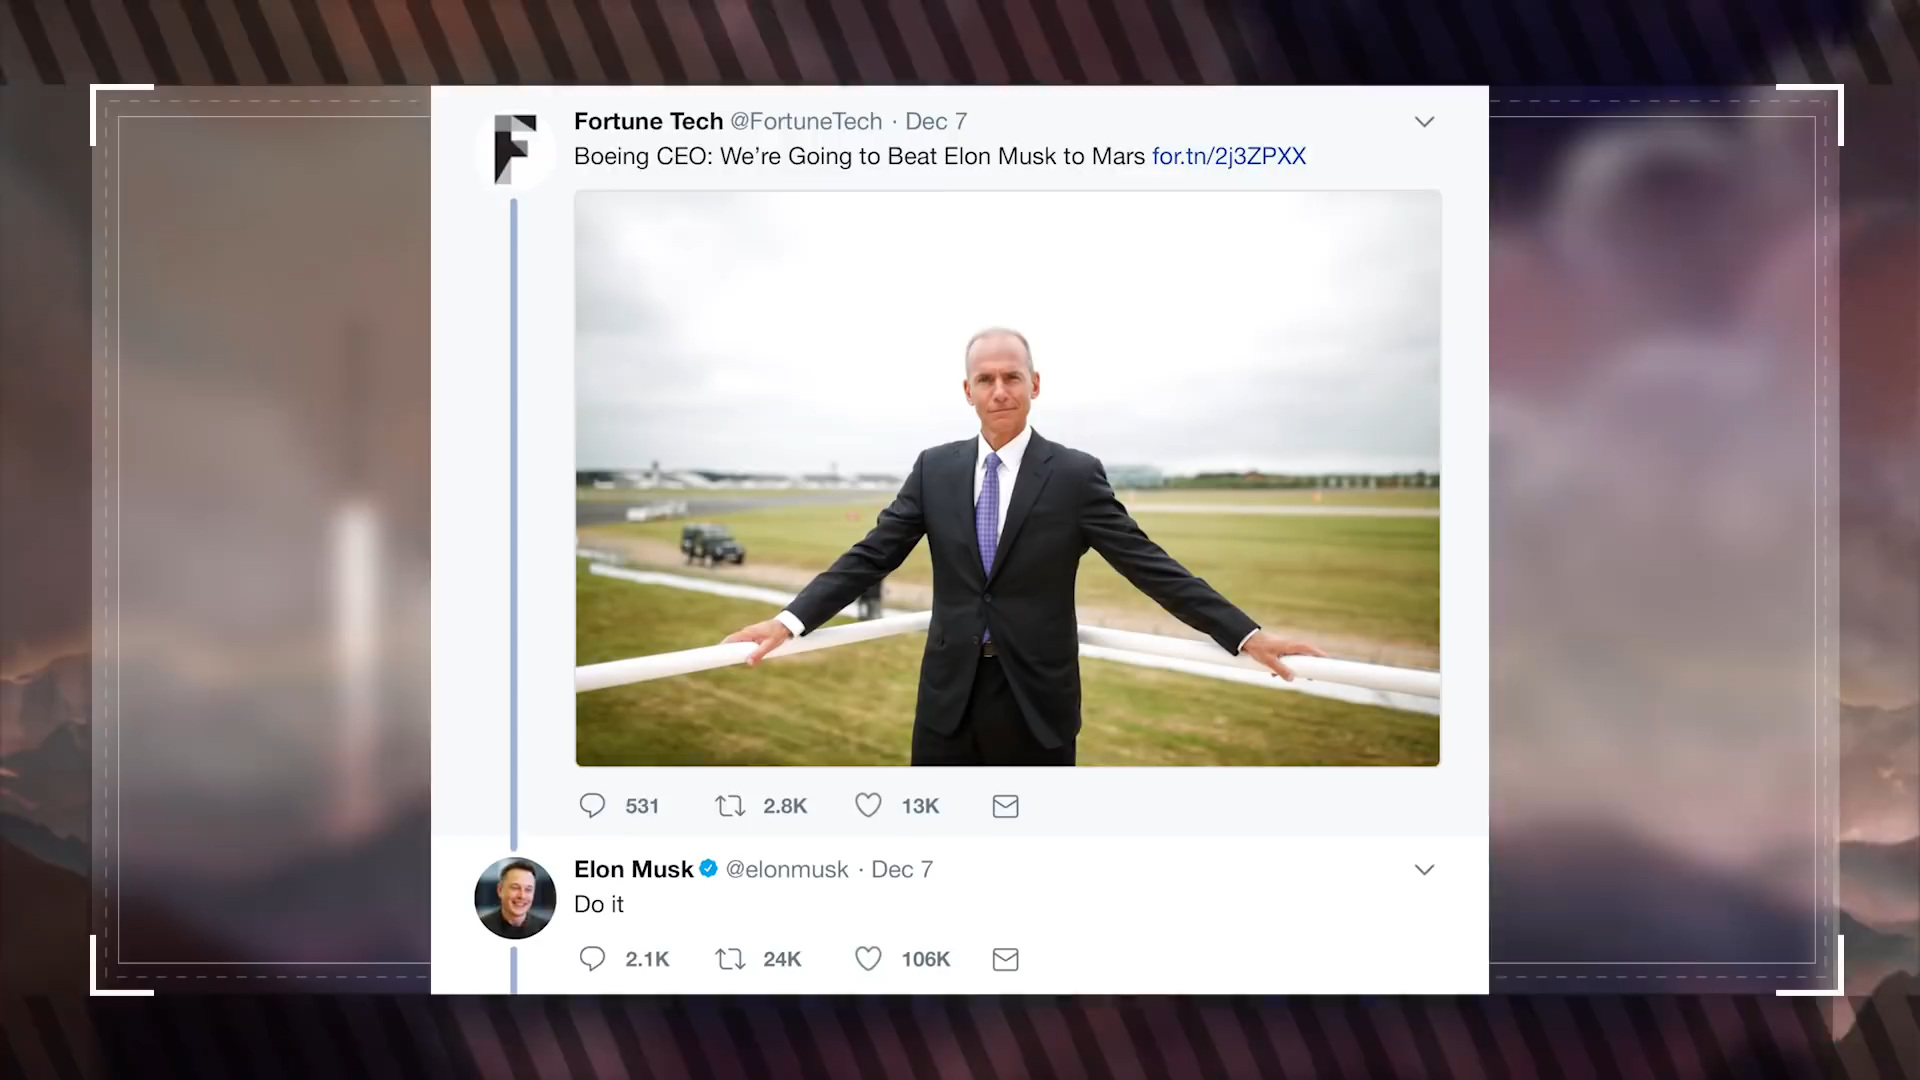 Fortune Tech @FortuneTech · Dec 7
Boeing CEO: We’re Going to Beat Elon Musk to Mars for.tn/2j3ZPXX
531 2.8K 13K
Elon Musk @elonmusk · Dec 7
Do it
2.1K 24K 106K